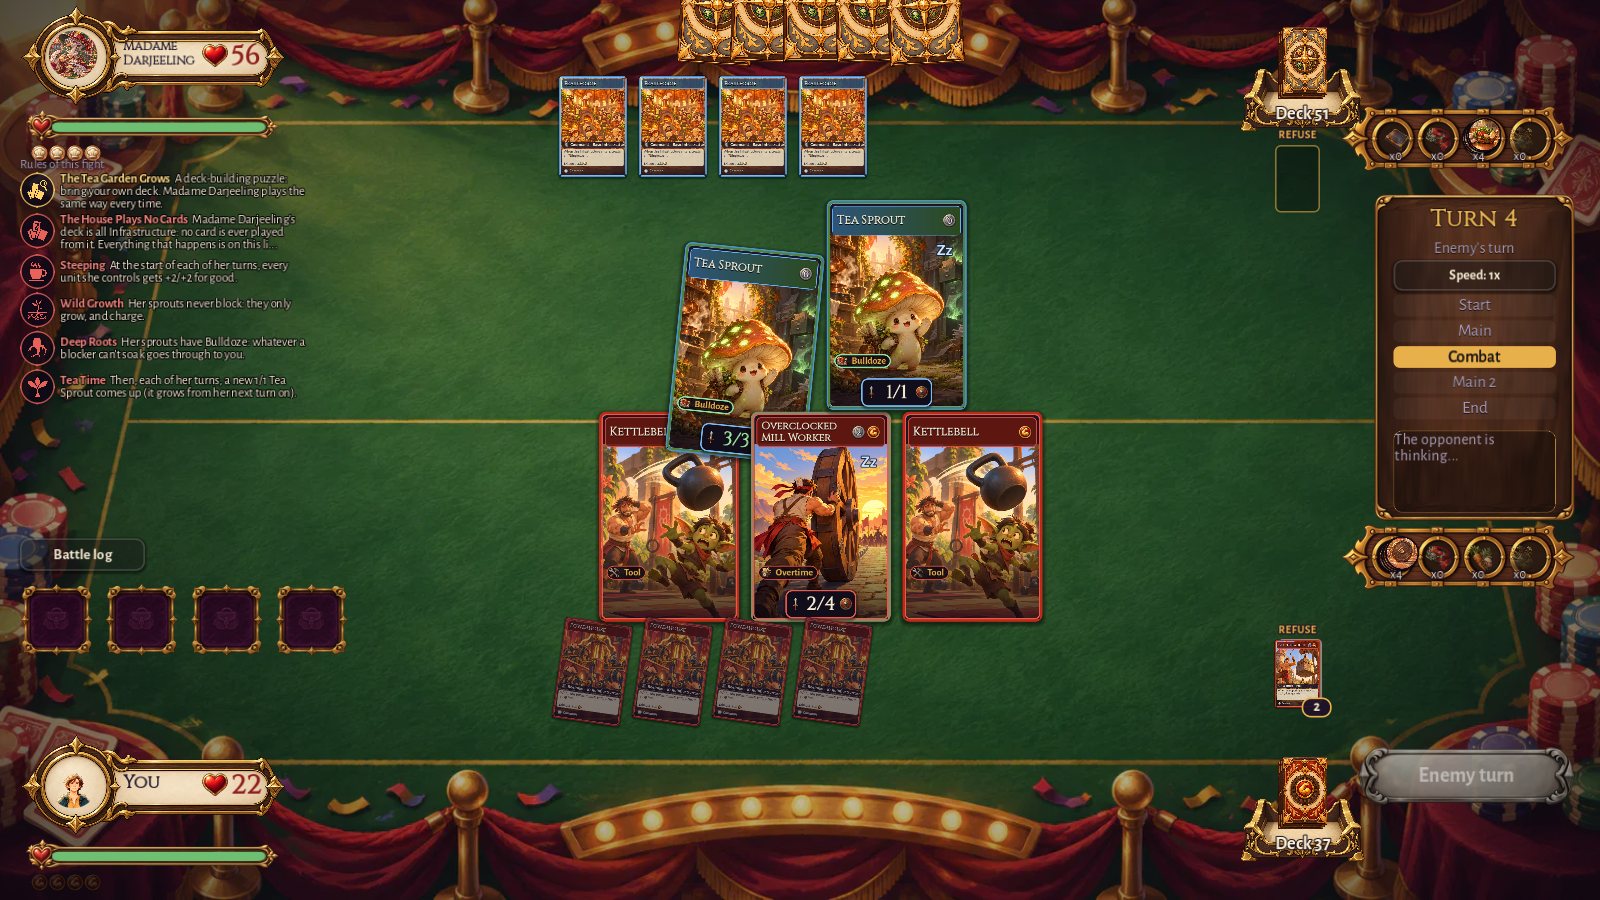 Madame
Darjeeling
56
Rules of this fight
The Tea Garden Grows A deck-building puzzle:
bring your own deck. Madame Darjeeling plays the
same way every time.
The House Plays No Cards Madame Darjeeling's
deck is all Infrastructure: no card is ever played
from it. Everything that happens is on this li...
Steeping At the start of each of her turns, every
unit she controls gets +2/+2 for good.
Wild Growth Her sprouts never block: they only
grow, and charge.
Deep Roots Her sprouts have Bulldoze: whatever a
blocker can't soak goes through to you.
Tea Time Then, each of her turns, a new 1/1 Tea
Sprout comes up (it grows from her next turn on).
Deck 51
REFUSE
x0
x0
x4
x0
Turn 4
Enemy's turn
Speed: 1x
Start
Main
Combat
Main 2
End
The opponent is
thinking...
x4
x0
x0
x0
Tea Sprout
Bulldoze
3/3
Tea Sprout
Zz
Bulldoze
1/1
Tool
Overclocked
Mill Worker
Zz
Overtime
2/4
Kettlebell
Tool
Battle log
REFUSE
2
Enemy turn
You
22
Deck 37